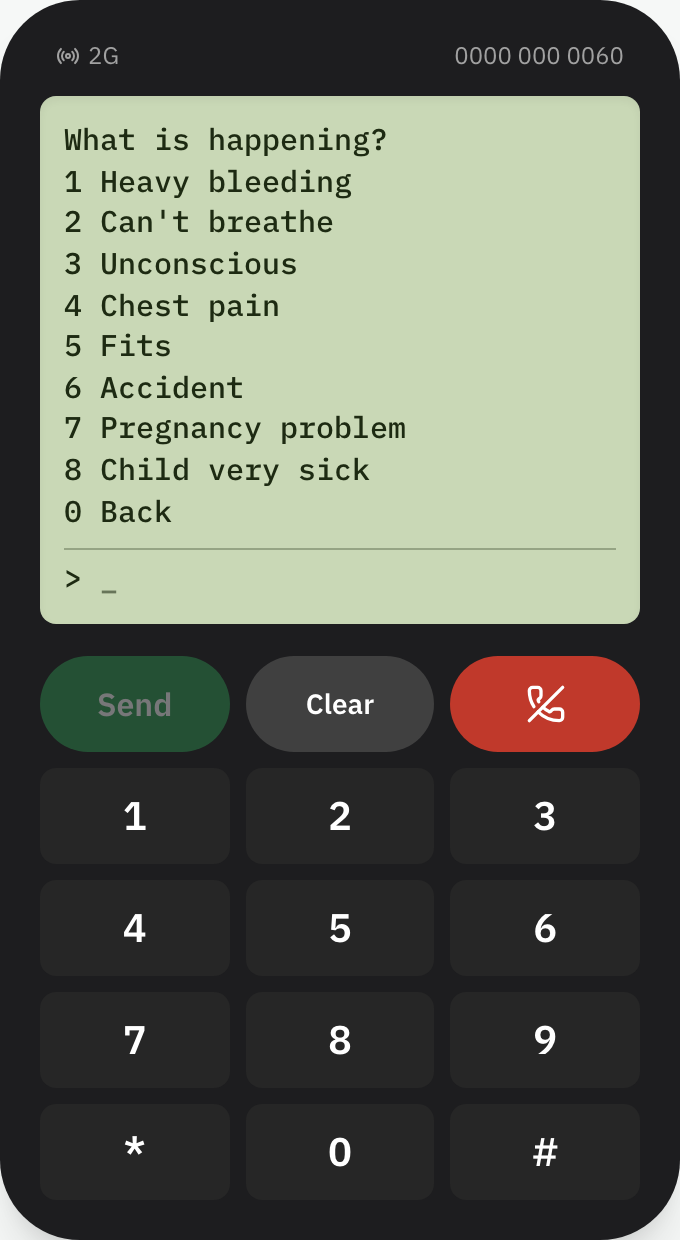 2G
0000 000 0060
What is happening?
1 Heavy bleeding
2 Can't breathe
3 Unconscious
4 Chest pain
5 Fits
6 Accident
7 Pregnancy problem
8 Child very sick
0 Back
> _
Send
Clear
1
2
3
4
5
6
7
8
9
*
0
#